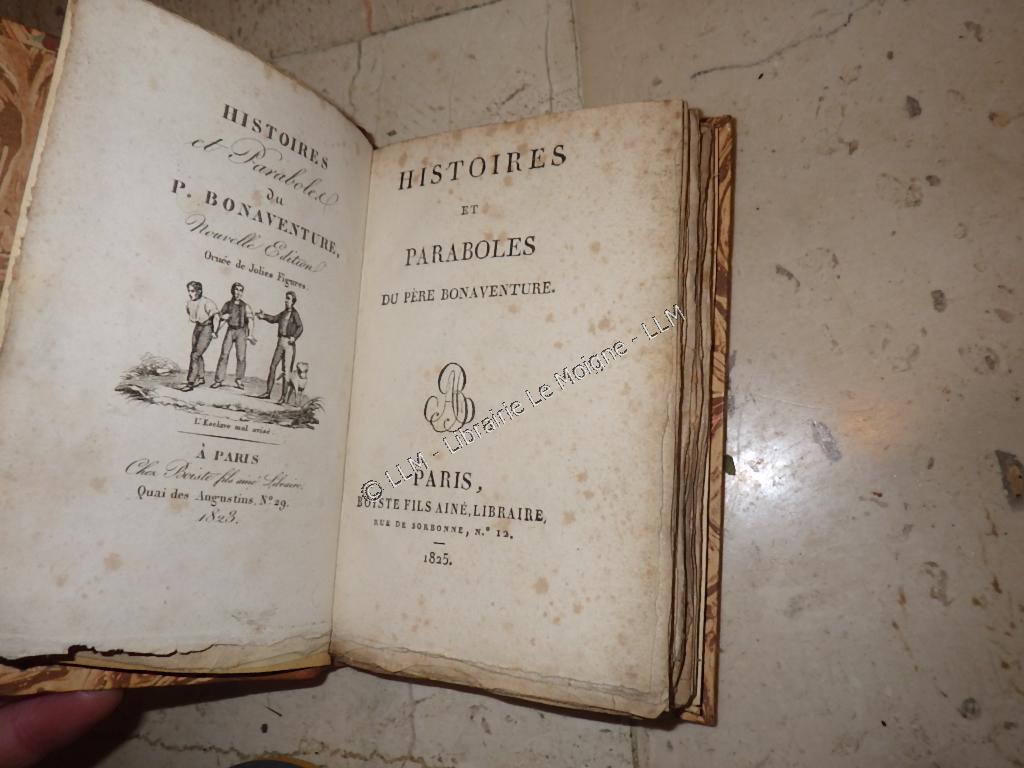 HISTOIRES
et Paraboles
du
P. BONAVENTURE,
Nouvelle Edition
Ornée de Jolies Figures.
L'Esclave mal avisé.
À PARIS
Chez Boiste fils ainé Libraire,
Quai des Augustins, N.º 29.
1823.
HISTOIRES
ET
PARABOLES
DU PÈRE BONAVENTURE.
PARIS,
BOISTE FILS AINÉ, LIBRAIRE,
RUE DE SORBONNE, N.º 12.
1825.
© LLM - Librairie Le Moigne - LLM